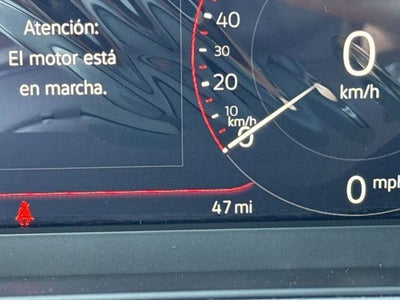 Atención:
El motor está
en marcha.
40
30
20
10
km/h
0
0
km/h
0 mph
47 mi